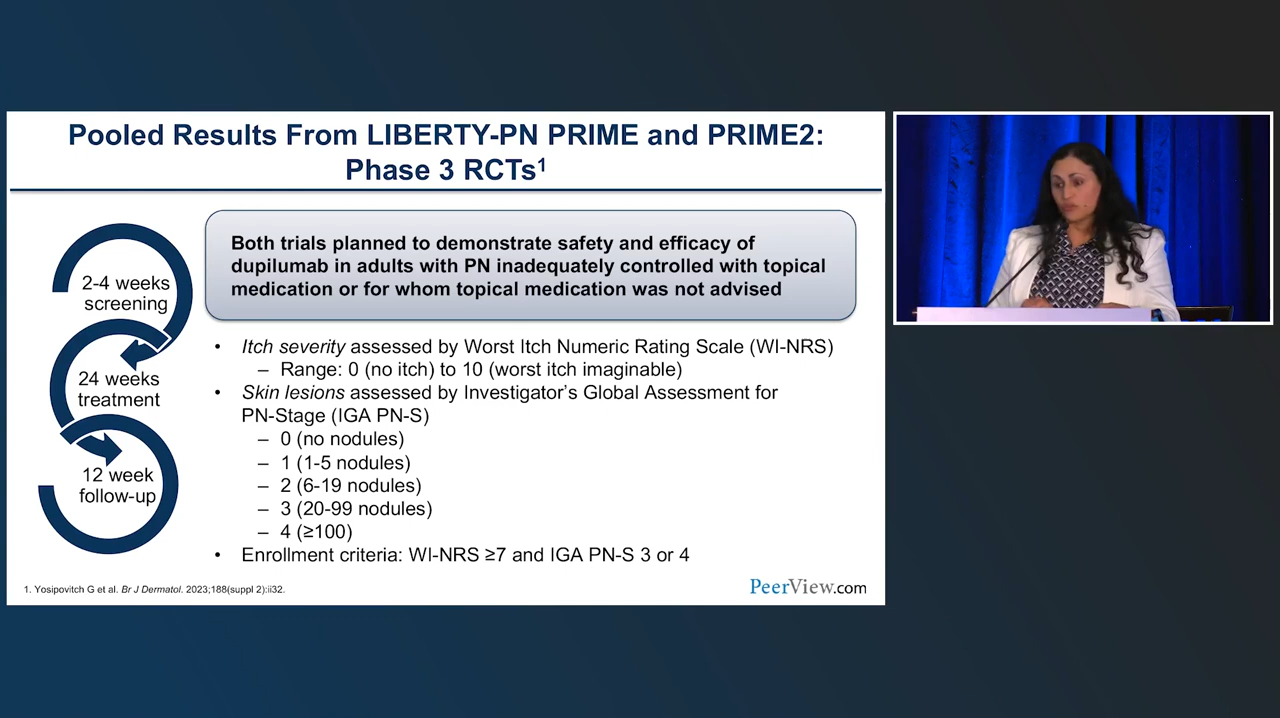 Pooled Results From LIBERTY-PN PRIME and PRIME2:
Phase 3 RCTs1
2-4 weeks
screening
24 weeks
treatment
12 week
follow-up
Both trials planned to demonstrate safety and efficacy of
dupilumab in adults with PN inadequately controlled with topical
medication or for whom topical medication was not advised
• Itch severity assessed by Worst Itch Numeric Rating Scale (WI-NRS)
– Range: 0 (no itch) to 10 (worst itch imaginable)
• Skin lesions assessed by Investigator’s Global Assessment for
PN-Stage (IGA PN-S)
– 0 (no nodules)
– 1 (1-5 nodules)
– 2 (6-19 nodules)
– 3 (20-99 nodules)
– 4 (≥100)
• Enrollment criteria: WI-NRS ≥7 and IGA PN-S 3 or 4
1. Yosipovitch G et al. Br J Dermatol. 2023;188(suppl 2):ii32.
PeerView.com